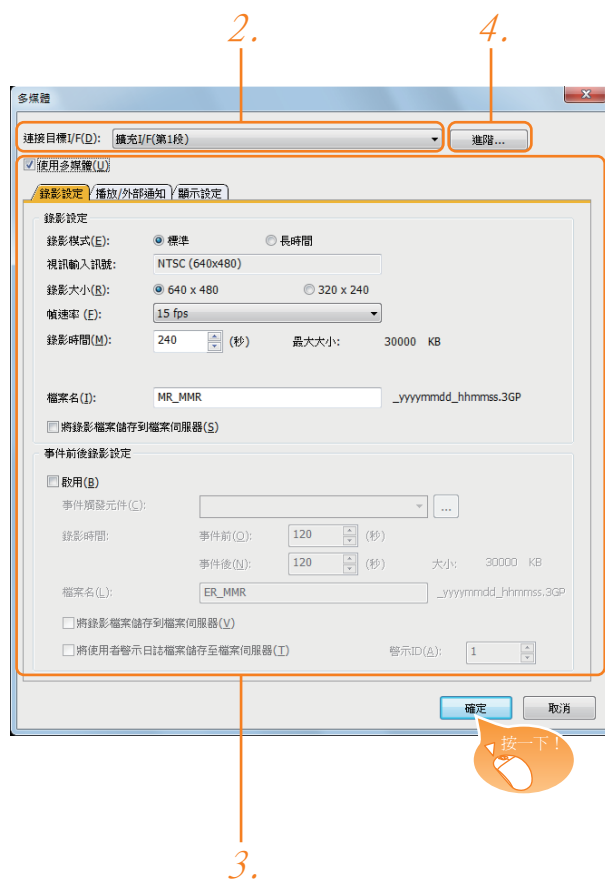 2.
4.
多媒體
連接目標I/F(D): 擴充I/F(第1段) 進階...
使用多媒體(U)
錄影設定 播放/外部通知 顯示設定
錄影設定
錄影模式(E): 標準 長時間
視訊輸入訊號: NTSC (640x480)
錄影大小(R): 640 x 480 320 x 240
幀速率 (F): 15 fps
錄影時間(M): 240 (秒) 最大大小: 30000 KB
檔案名(I): MR_MMR _yyyymmdd_hhmmss.3GP
將錄影檔案儲存到檔案伺服器(S)
事件前後錄影設定
啟用(B)
事件觸發元件(C): ...
錄影時間: 事件前(O): 120 (秒)
事件後(N): 120 (秒) 大小: 30000 KB
檔案名(L): ER_MMR _yyyymmdd_hhmmss.3GP
將錄影檔案儲存到檔案伺服器(V)
將使用者警示日誌檔案儲存至檔案伺服器(T) 警示ID(A): 1
確定 取消
按一下!
3.